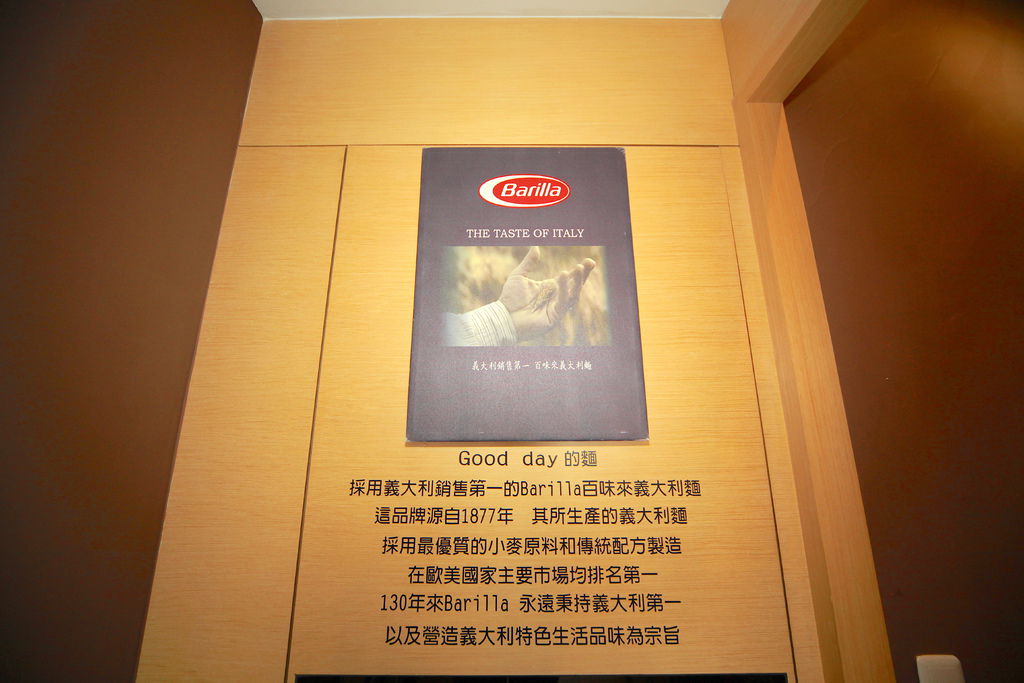 Barilla
THE TASTE OF ITALY
義大利銷售第一 百味來義大利麵
Good day 的麵
採用義大利銷售第一的Barilla百味來義大利麵
這品牌源自1877年 其所生產的義大利麵
採用最優質的小麥原料和傳統配方製造
在歐美國家主要市場均排名第一
130年來Barilla 永遠秉持義大利第一
以及營造義大利特色生活品味為宗旨